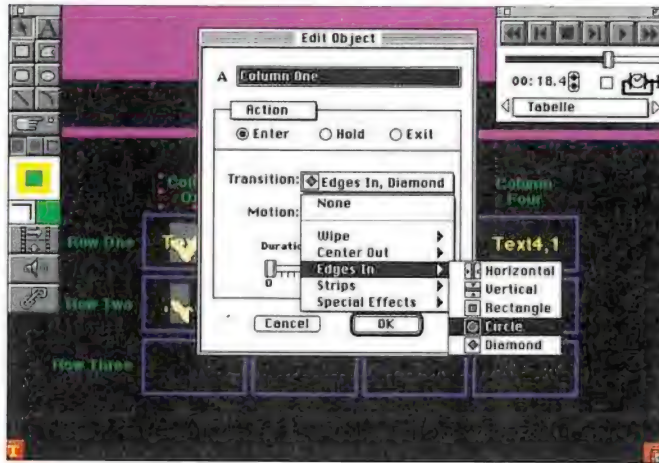 Edit Object
A Column One
Action
Enter Hold Exit
Transition: Edges In, Diamond
Motion:
None
Wipe
Center Out
Edges In
Strips
Special Effects
Horizontal
Vertical
Rectangle
Circle
Diamond
0
Cancel OK
00:18.4
Tabelle
Column
Four
Row One
Text4,1
Row Two
Row Three
A
T